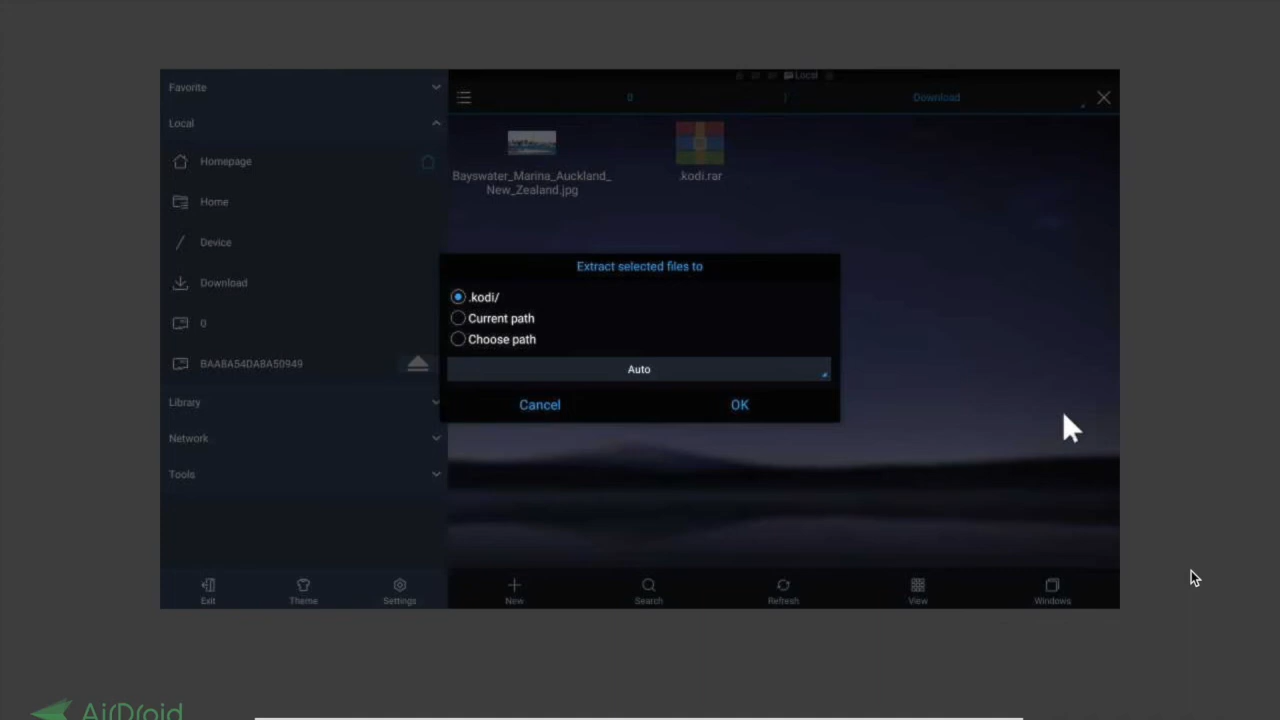 Favorite
Local
Homepage
Home
Device
Download
0
BAA8A54DA8A50949
Library
Network
Tools
Exit
Theme
Settings
Local
0
Download
Bayswater_Marina_Auckland_
New_Zealand.jpg
.kodi.rar
Extract selected files to
.kodi/
Current path
Choose path
Auto
Cancel
OK
New
Search
Refresh
View
Windows
AirDroid